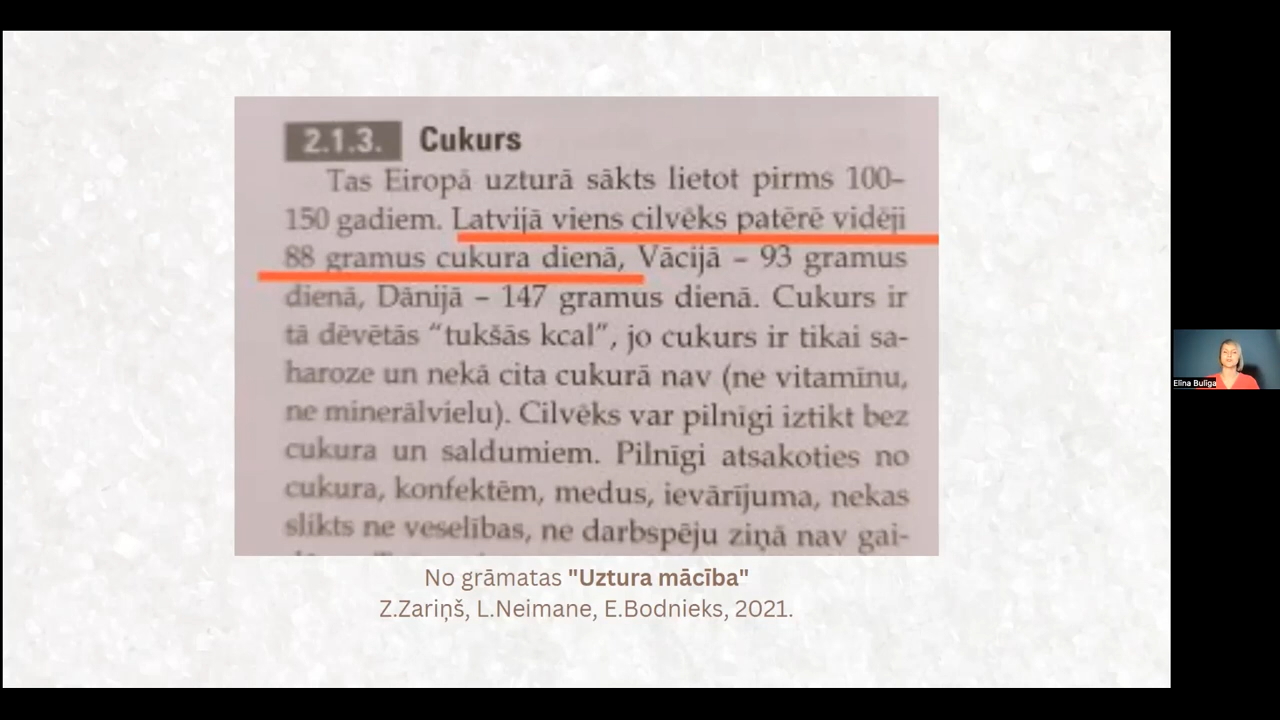 2.1.3. Cukurs
Tas Eiropā uzturā sākts lietot pirms 100–
150 gadiem. Latvijā viens cilvēks patērē vidēji
88 gramus cukura dienā, Vācijā – 93 gramus
dienā, Dānijā – 147 gramus dienā. Cukurs ir
tā dēvētās “tukšās kcal”, jo cukurs ir tikai sa-
haroze un nekā cita cukurā nav (ne vitamīnu,
ne minerālvielu). Cilvēks var pilnīgi iztikt bez
cukura un saldumiem. Pilnīgi atsakoties no
cukura, konfektēm, medus, ievārījuma, nekas
slikts ne veselības, ne darbspēju ziņā nav gai-
No grāmatas "Uztura mācība"
Z.Zariņš, L.Neimane, E.Bodnieks, 2021.
Elīna Buliga